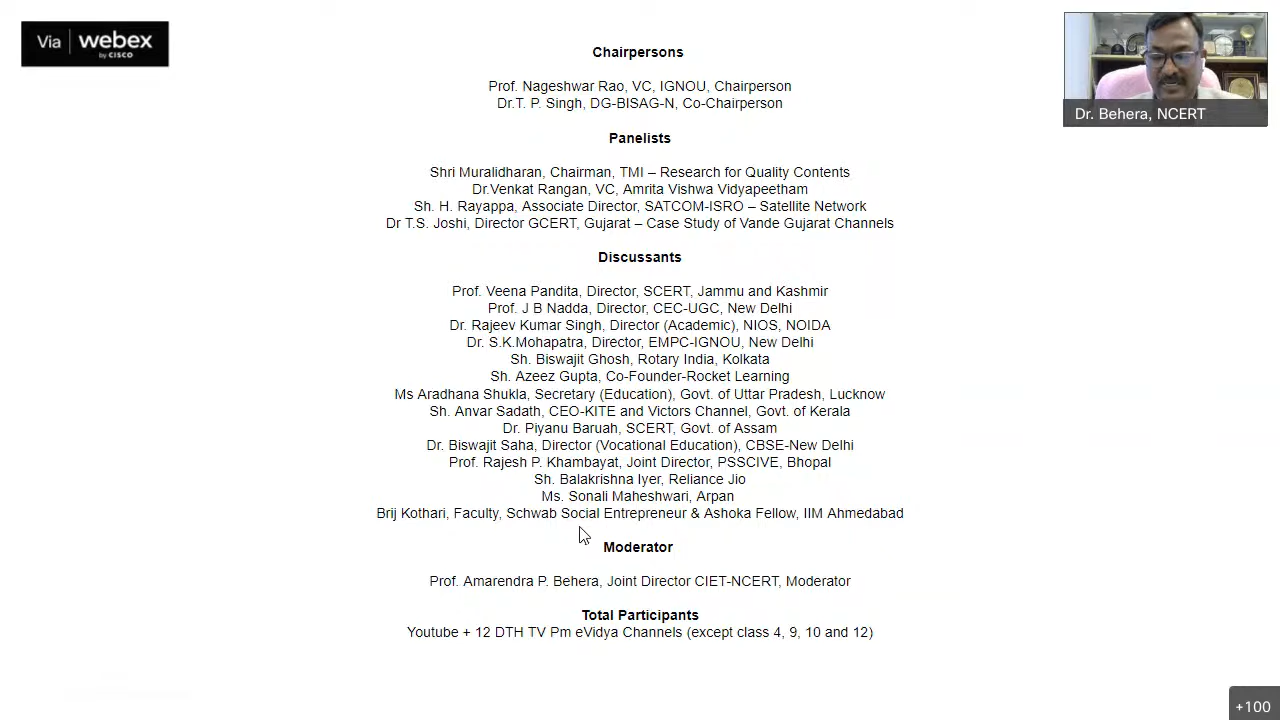 Via webex
by CISCO
Chairpersons
Prof. Nageshwar Rao, VC, IGNOU, Chairperson
Dr.T. P. Singh, DG-BISAG-N, Co-Chairperson
Dr. Behera, NCERT
Panelists
Shri Muralidharan, Chairman, TMI – Research for Quality Contents
Dr.Venkat Rangan, VC, Amrita Vishwa Vidyapeetham
Sh. H. Rayappa, Associate Director, SATCOM-ISRO – Satellite Network
Dr T.S. Joshi, Director GCERT, Gujarat – Case Study of Vande Gujarat Channels
Discussants
Prof. Veena Pandita, Director, SCERT, Jammu and Kashmir
Prof. J B Nadda, Director, CEC-UGC, New Delhi
Dr. Rajeev Kumar Singh, Director (Academic), NIOS, NOIDA
Dr. S.K.Mohapatra, Director, EMPC-IGNOU, New Delhi
Sh. Biswajit Ghosh, Rotary India, Kolkata
Sh. Azeez Gupta, Co-Founder-Rocket Learning
Ms Aradhana Shukla, Secretary (Education), Govt. of Uttar Pradesh, Lucknow
Sh. Anvar Sadath, CEO-KITE and Victors Channel, Govt. of Kerala
Dr. Piyanu Baruah, SCERT, Govt. of Assam
Dr. Biswajit Saha, Director (Vocational Education), CBSE-New Delhi
Prof. Rajesh P. Khambayat, Joint Director, PSSCIVE, Bhopal
Sh. Balakrishna Iyer, Reliance Jio
Ms. Sonali Maheshwari, Arpan
Brij Kothari, Faculty, Schwab Social Entrepreneur & Ashoka Fellow, IIM Ahmedabad
Moderator
Prof. Amarendra P. Behera, Joint Director CIET-NCERT, Moderator
Total Participants
Youtube + 12 DTH TV Pm eVidya Channels (except class 4, 9, 10 and 12)
+100